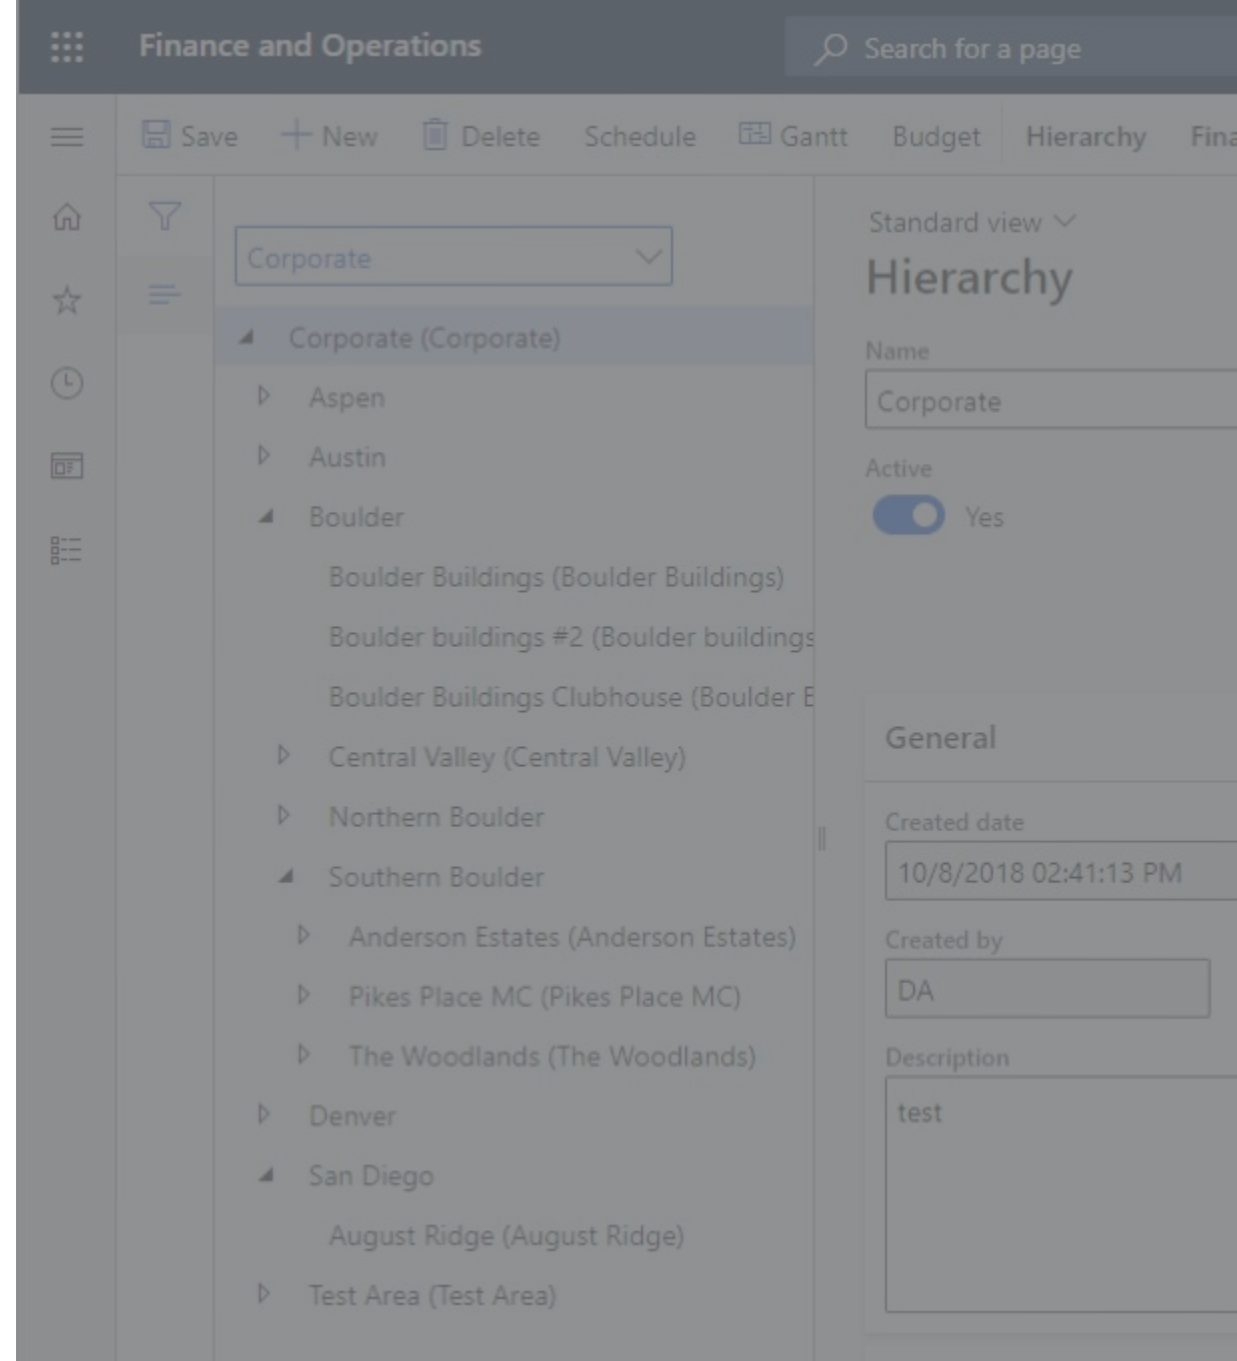 Finance and Operations
Search for a page
Save New Delete Schedule Gantt Budget Hierarchy Fina
Corporate
Corporate (Corporate)
Aspen
Austin
Boulder
Boulder Buildings (Boulder Buildings)
Boulder buildings #2 (Boulder buildings
Boulder Buildings Clubhouse (Boulder B
Central Valley (Central Valley)
Northern Boulder
Southern Boulder
Anderson Estates (Anderson Estates)
Pikes Place MC (Pikes Place MC)
The Woodlands (The Woodlands)
Denver
San Diego
August Ridge (August Ridge)
Test Area (Test Area)
Standard view
Hierarchy
Name
Corporate
Active
Yes
General
Created date
10/8/2018 02:41:13 PM
Created by
DA
Description
test